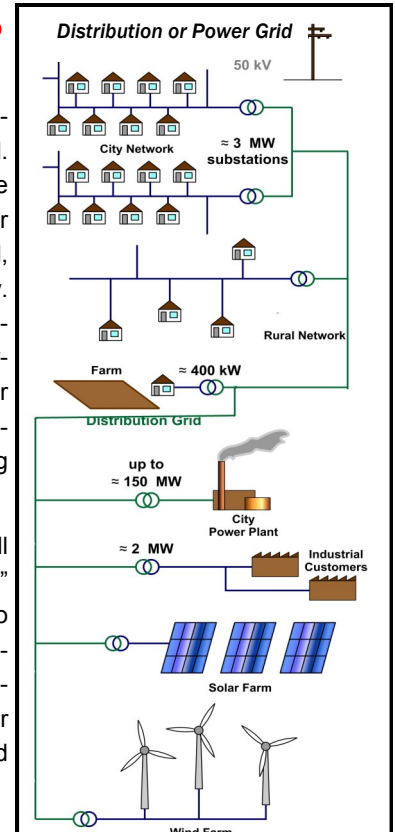 Distribution or Power Grid
50 kV
City Network
≈ 3 MW
substations
Rural Network
Farm
≈ 400 kW
Distribution Grid
up to
≈ 150 MW
City
Power Plant
≈ 2 MW
Industrial
Customers
Solar Farm
Wind Farm